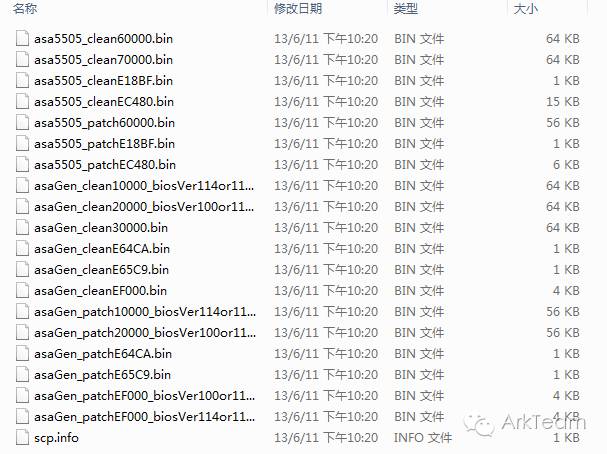 名称 修改日期 类型 大小
asa5505_clean60000.bin 13/6/11 下午10:20 BIN 文件 64 KB
asa5505_clean70000.bin 13/6/11 下午10:20 BIN 文件 64 KB
asa5505_cleanE18BF.bin 13/6/11 下午10:20 BIN 文件 1 KB
asa5505_cleanEC480.bin 13/6/11 下午10:20 BIN 文件 15 KB
asa5505_patch60000.bin 13/6/11 下午10:20 BIN 文件 56 KB
asa5505_patchE18BF.bin 13/6/11 下午10:20 BIN 文件 1 KB
asa5505_patchEC480.bin 13/6/11 下午10:20 BIN 文件 6 KB
asaGen_clean10000_biosVer114or11... 13/6/11 下午10:20 BIN 文件 64 KB
asaGen_clean20000_biosVer100or11... 13/6/11 下午10:20 BIN 文件 64 KB
asaGen_clean30000.bin 13/6/11 下午10:20 BIN 文件 64 KB
asaGen_cleanE64CA.bin 13/6/11 下午10:20 BIN 文件 1 KB
asaGen_cleanE65C9.bin 13/6/11 下午10:20 BIN 文件 1 KB
asaGen_cleanEF000.bin 13/6/11 下午10:20 BIN 文件 4 KB
asaGen_patch10000_biosVer114or11... 13/6/11 下午10:20 BIN 文件 56 KB
asaGen_patch20000_biosVer100or11... 13/6/11 下午10:20 BIN 文件 56 KB
asaGen_patchE64CA.bin 13/6/11 下午10:20 BIN 文件 1 KB
asaGen_patchE65C9.bin 13/6/11 下午10:20 BIN 文件 1 KB
asaGen_patchEF000_biosVer100or11... 13/6/11 下午10:20 BIN 文件 4 KB
asaGen_patchEF000_biosVer114or11... 13/6/11 下午10:20 BIN 文件 4 KB
scp.info 13/6/11 下午10:20 INFO 文件 1 KB
ArkTeam